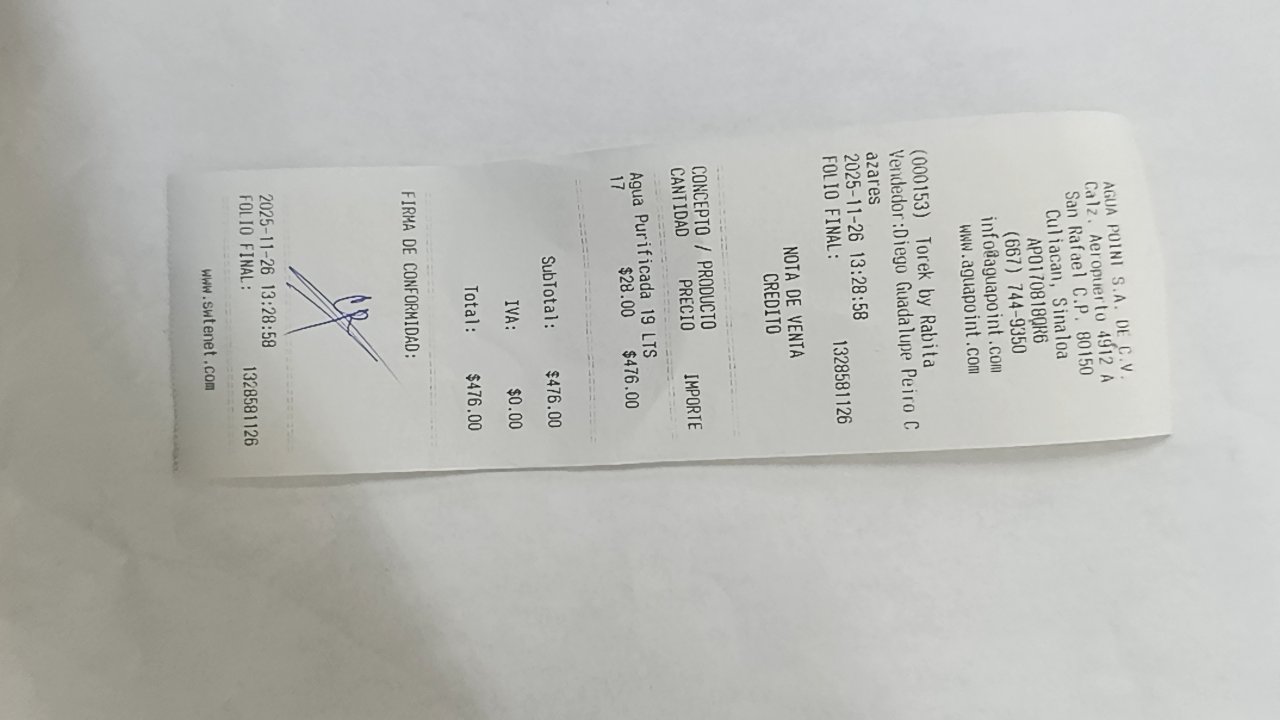 AGUA POINT S.A. DE C.V.
Calz. Aeropuerto 4912 A
San Rafael C.P. 80150
Culiacan, Sinaloa
APO170818QR6
(667) 744-9350
info@aguapoint.com
www.aguapoint.com
(000153) Torek by Rabita
Vendedor:Diego Guadalupe Peiro C
azares
2025-11-26 13:28:58
FOLIO FINAL: 1328581126
NOTA DE VENTA
CREDITO
CONCEPTO / PRODUCTO
CANTIDAD PRECIO IMPORTE
Agua Purificada 19 LTS
17 $28.00 $476.00
SubTotal: $476.00
IVA: $0.00
Total: $476.00
FIRMA DE CONFORMIDAD:
2025-11-26 13:28:58
FOLIO FINAL: 1328581126
www.swtenet.com